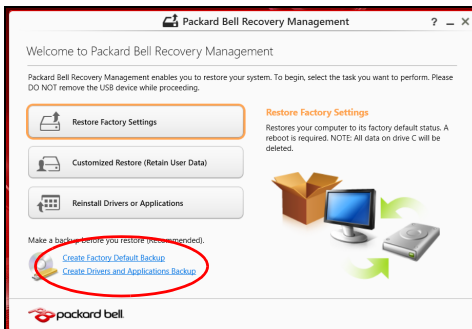 Packard Bell Recovery Management
Welcome to Packard Bell Recovery Management
Packard Bell Recovery Management enables you to restore your system. To begin, select the task you want to perform. Please
DO NOT remove the USB device while proceeding.
Restore Factory Settings
Restore Factory Settings
Restores your computer to its factory default status. A
reboot is required. NOTE: All data on drive C will be
deleted.
Customized Restore (Retain User Data)
Reinstall Drivers or Applications
Make a backup before you restore (Recommended).
Create Factory Default Backup
Create Drivers and Applications Backup
packard bell